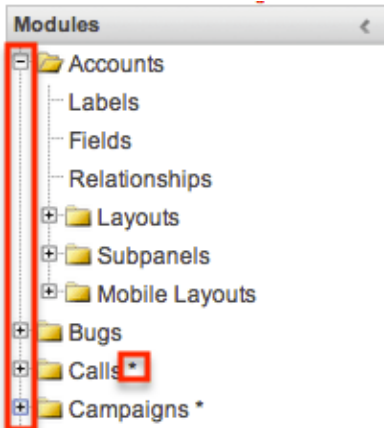 Modules
Accounts
Labels
Fields
Relationships
Layouts
Subpanels
Mobile Layouts
Bugs
Calls *
Campaigns *